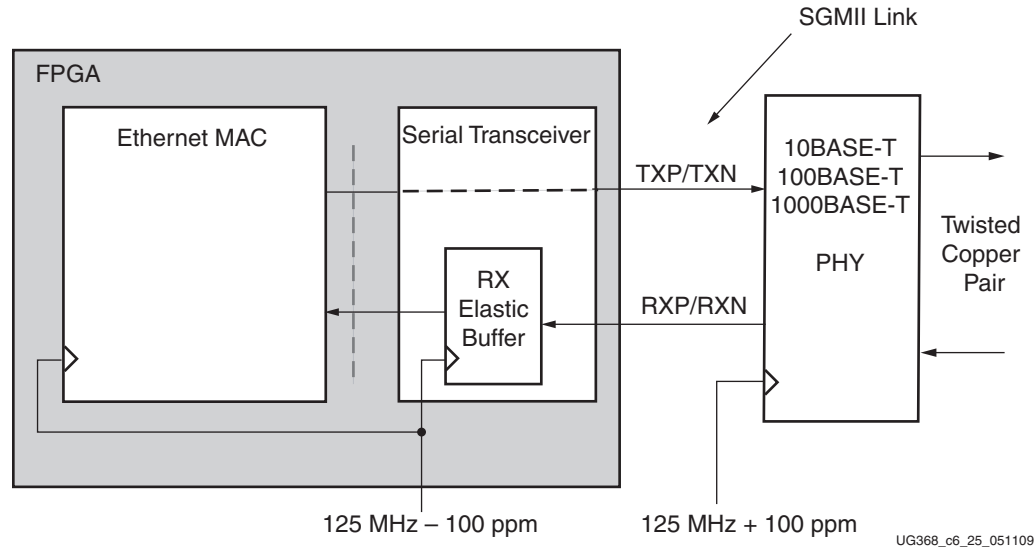 SGMII Link
FPGA
Ethernet MAC
Serial Transceiver
TXP/TXN
10BASE-T
100BASE-T
1000BASE-T
PHY
Twisted
Copper
Pair
RX
Elastic
Buffer
RXP/RXN
125 MHz – 100 ppm
125 MHz + 100 ppm
UG368_c6_25_051109